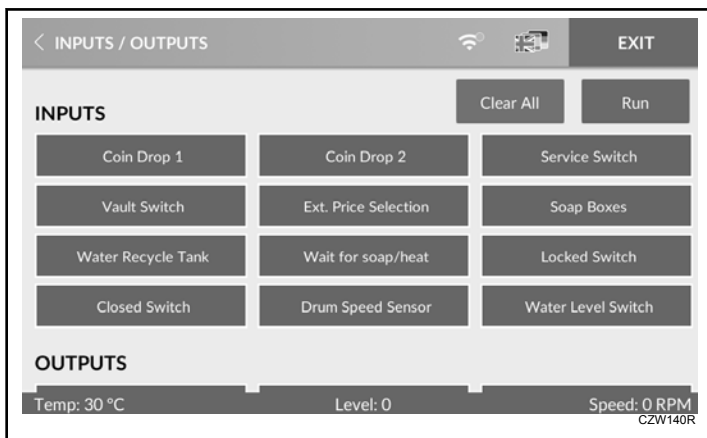 < INPUTS / OUTPUTS EXIT
Clear All Run
INPUTS
Coin Drop 1 Coin Drop 2 Service Switch
Vault Switch Ext. Price Selection Soap Boxes
Water Recycle Tank Wait for soap/heat Locked Switch
Closed Switch Drum Speed Sensor Water Level Switch
OUTPUTS
Temp: 30 °C Level: 0 Speed: 0 RPM
CZW140R